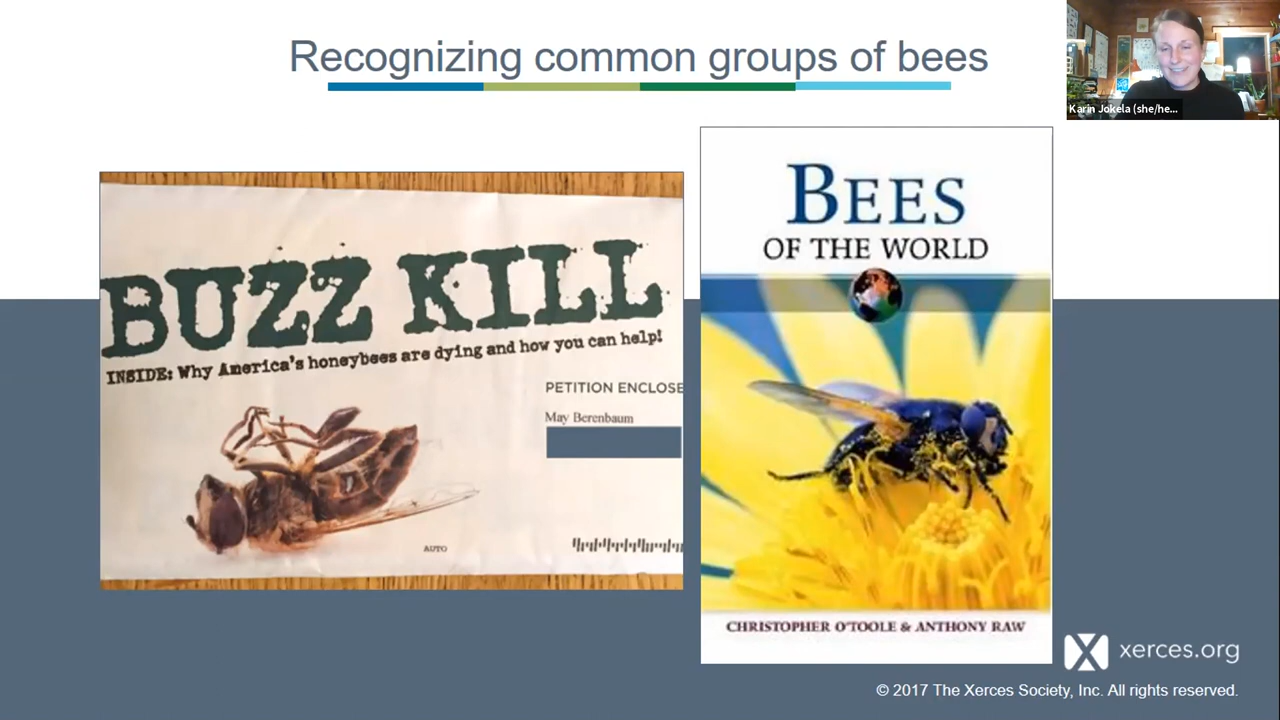 Recognizing common groups of bees
Karin Jokela (she/he...
BUZZ KILL
INSIDE: Why America's honeybees are dying and how you can help!
PETITION ENCLOSE
May Berenbaum
AUTO
BEES
OF THE WORLD
CHRISTOPHER O'TOOLE & ANTHONY RAW
xerces.org
© 2017 The Xerces Society, Inc. All rights reserved.